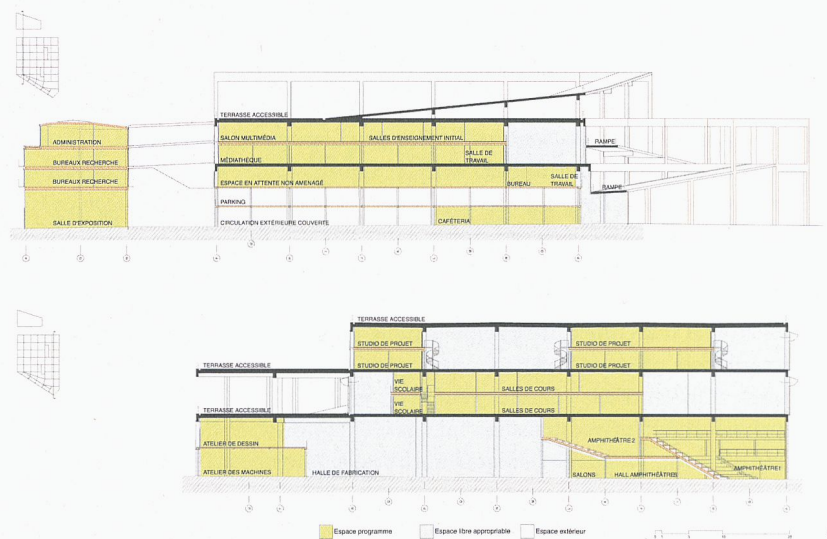 TERRASSE ACCESSIBLE
ADMINISTRATION
SALON MULTIMÉDIA
SALLES D'ENSEIGNEMENT INITIAL
RAMPE
BUREAUX RECHERCHE
MÉDIATHÈQUE
SALLE DE
TRAVAIL
BUREAUX RECHERCHE
ESPACE EN ATTENTE NON AMENAGÉ
BUREAU
SALLE DE
TRAVAIL
RAMPE
PARKING
SALLE D'EXPOSITION
CIRCULATION EXTÉRIEURE COUVERTE
CAFÉTERIA
TERRASSE ACCESSIBLE
STUDIO DE PROJET
STUDIO DE PROJET
TERRASSE ACCESSIBLE
STUDIO DE PROJET
STUDIO DE PROJET
VIE
SCOLAIRE
SALLES DE COURS
TERRASSE ACCESSIBLE
VIE
SCOLAIRE
SALLES DE COURS
ATELIER DE DESSIN
AMPHITHÉÂTRE 2
ATELIER DES MACHINES
HALLE DE FABRICATION
SALONS
HALL AMPHITHÉÂTRES
AMPHITHÉÂTRE 1
Espace programme
Espace libre appropriable
Espace extérieur